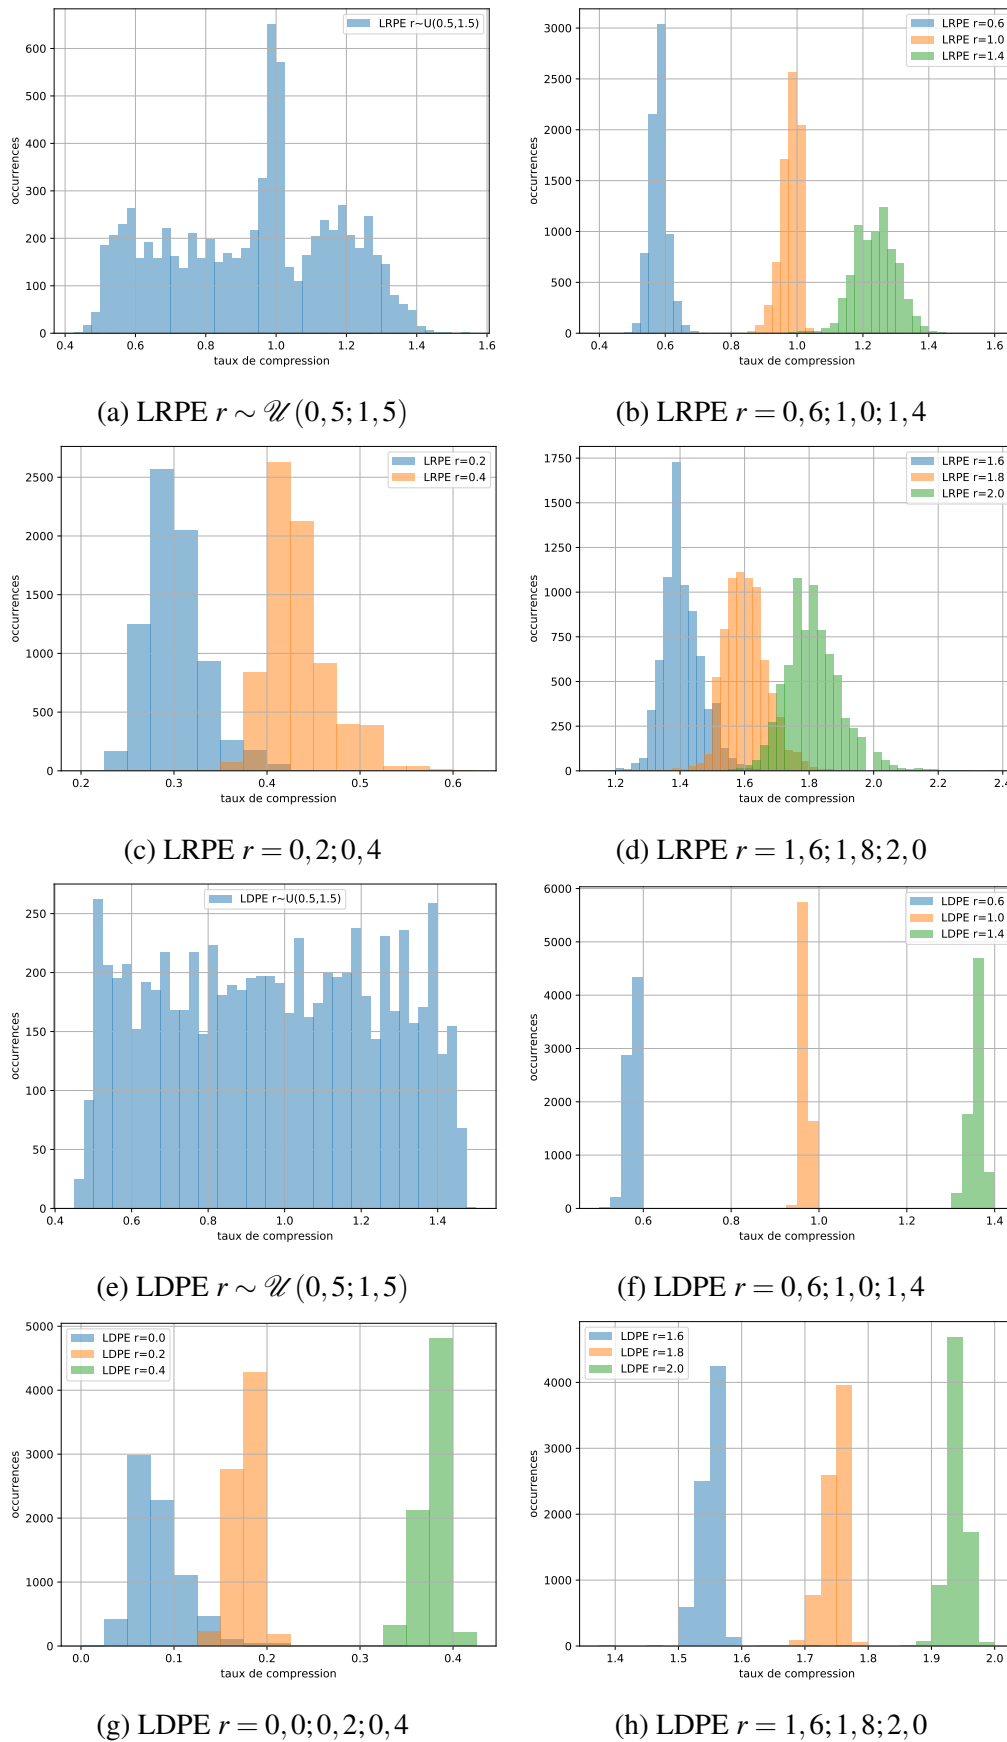 LRPE r~U(0.5,1.5)
occurrences
0
100
200
300
400
500
600
0.4 0.6 0.8 1.0 1.2 1.4 1.6
taux de compression
(a) LRPE r ∼ 𝒰(0,5;1,5)
LRPE r=0.6
LRPE r=1.0
LRPE r=1.4
occurrences
0
500
1000
1500
2000
2500
3000
0.4 0.6 0.8 1.0 1.2 1.4 1.6
taux de compression
(b) LRPE r = 0,6;1,0;1,4
LRPE r=0.2
LRPE r=0.4
occurrences
0
500
1000
1500
2000
2500
0.2 0.3 0.4 0.5 0.6
taux de compression
(c) LRPE r = 0,2;0,4
LRPE r=1.6
LRPE r=1.8
LRPE r=2.0
occurrences
0
250
500
750
1000
1250
1500
1750
1.2 1.4 1.6 1.8 2.0 2.2 2.4
taux de compression
(d) LRPE r = 1,6;1,8;2,0
LDPE r~U(0.5,1.5)
occurrences
0
50
100
150
200
250
0.4 0.6 0.8 1.0 1.2 1.4
taux de compression
(e) LDPE r ∼ 𝒰(0,5;1,5)
LDPE r=0.6
LDPE r=1.0
LDPE r=1.4
occurrences
0
1000
2000
3000
4000
5000
6000
0.6 0.8 1.0 1.2 1.4
taux de compression
(f) LDPE r = 0,6;1,0;1,4
LDPE r=0.0
LDPE r=0.2
LDPE r=0.4
occurrences
0
1000
2000
3000
4000
5000
0.0 0.1 0.2 0.3 0.4
taux de compression
(g) LDPE r = 0,0;0,2;0,4
LDPE r=1.6
LDPE r=1.8
LDPE r=2.0
occurrences
0
1000
2000
3000
4000
1.4 1.5 1.6 1.7 1.8 1.9 2.0
taux de compression
(h) LDPE r = 1,6;1,8;2,0